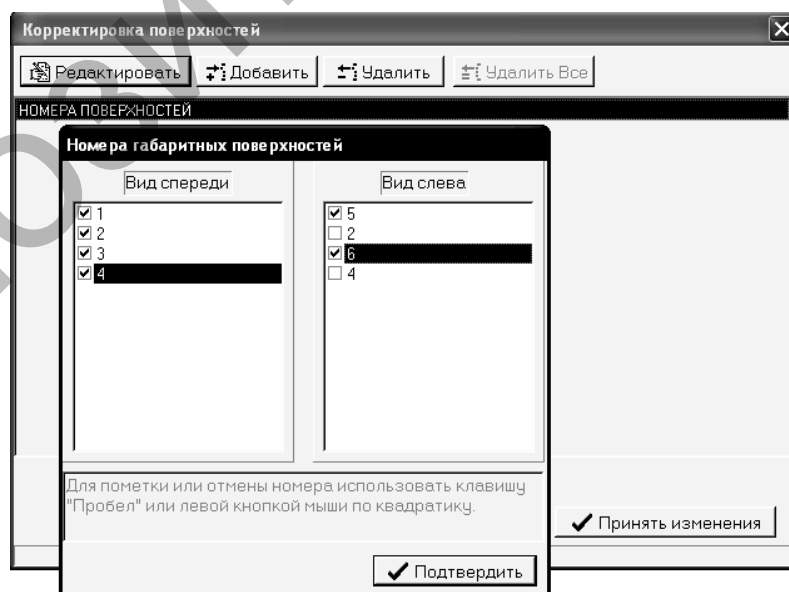 Корректировка поверхностей
Редактировать Добавить Удалить Удалить Все
НОМЕРА ПОВЕРХНОСТЕЙ
Номера габаритных поверхностей
Вид спереди
1
2
3
4
Вид слева
5
2
6
4
Для пометки или отмены номера использовать клавишу
"Пробел" или левой кнопкой мыши по квадратику.
Принять изменения
Подтвердить